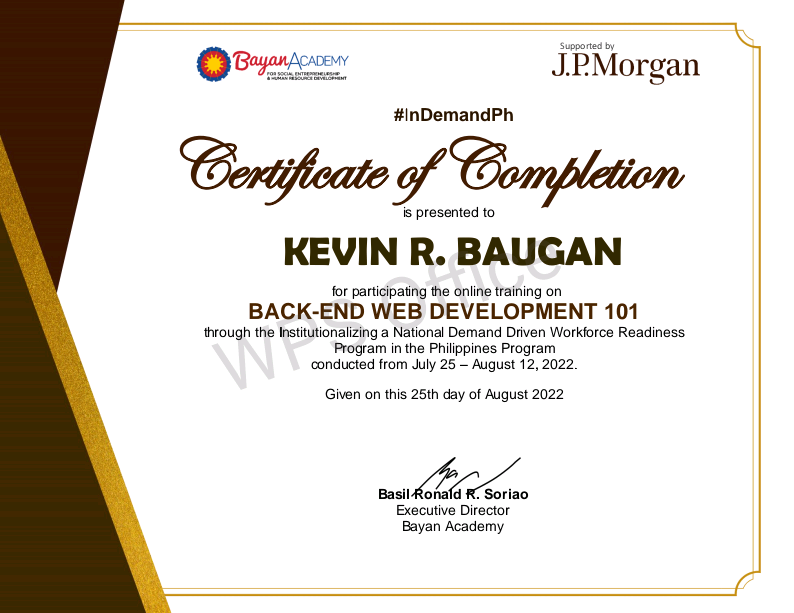 Bayan ACADEMY
FOR SOCIAL ENTREPRENEURSHIP
& HUMAN RESOURCE DEVELOPMENT
Supported by
J.P.Morgan
#InDemandPh
Certificate of Completion
is presented to
KEVIN R. BAUGAN
for participating the online training on
BACK-END WEB DEVELOPMENT 101
through the Institutionalizing a National Demand Driven Workforce Readiness
Program in the Philippines Program
conducted from July 25 – August 12, 2022.
Given on this 25th day of August 2022
WPS Office
Basil Ronald R. Soriao
Executive Director
Bayan Academy